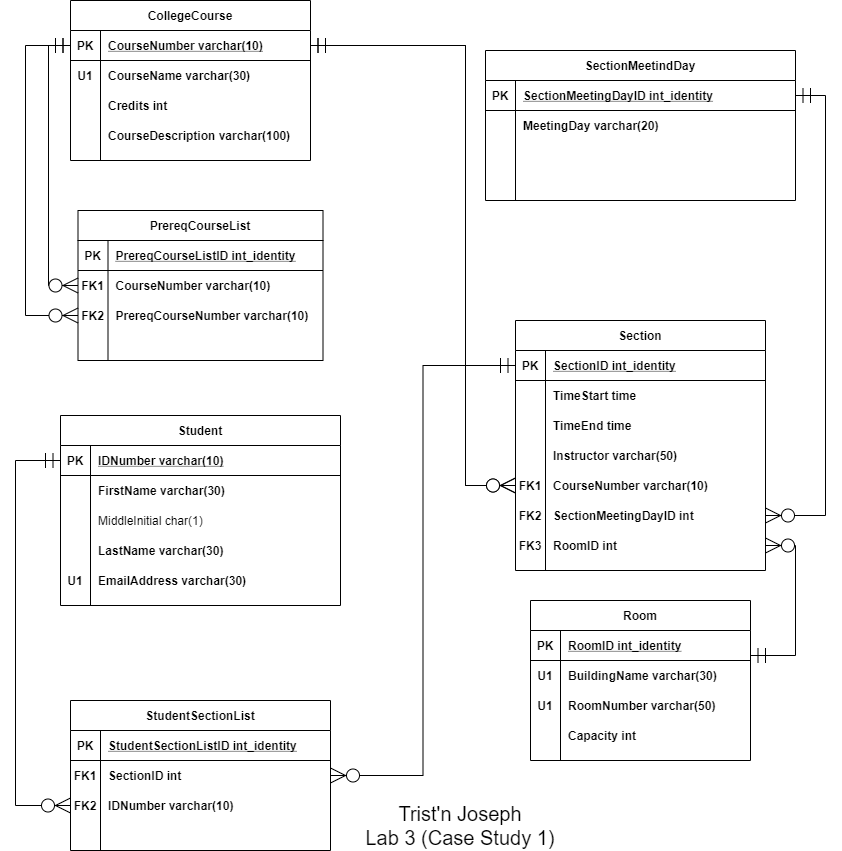 CollegeCourse
PK CourseNumber varchar(10)
U1 CourseName varchar(30)
Credits int
CourseDescription varchar(100)
SectionMeetindDay
PK SectionMeetingDayID int_identity
MeetingDay varchar(20)
PrereqCourseList
PK PrereqCourseListID int_identity
FK1 CourseNumber varchar(10)
FK2 PrereqCourseNumber varchar(10)
Section
PK SectionID int_identity
TimeStart time
TimeEnd time
Instructor varchar(50)
FK1 CourseNumber varchar(10)
FK2 SectionMeetingDayID int
FK3 RoomID int
Student
PK IDNumber varchar(10)
FirstName varchar(30)
MiddleInitial char(1)
LastName varchar(30)
U1 EmailAddress varchar(30)
Room
PK RoomID int_identity
U1 BuildingName varchar(30)
U1 RoomNumber varchar(50)
Capacity int
StudentSectionList
PK StudentSectionListID int_identity
FK1 SectionID int
FK2 IDNumber varchar(10)
Trist'n Joseph
Lab 3 (Case Study 1)